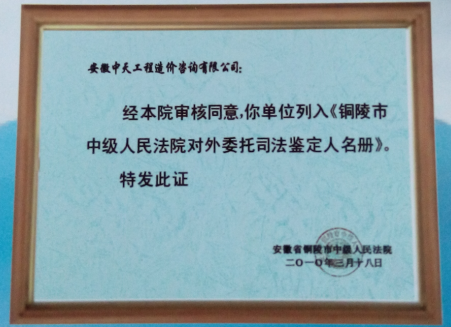 安徽中天工程造价咨询有限公司：
经本院审核同意,你单位列入《铜陵市
中级人民法院对外委托司法鉴定人名册》。
特发此证
安徽省铜陵市中级人民法院
二〇一〇年三月十八日